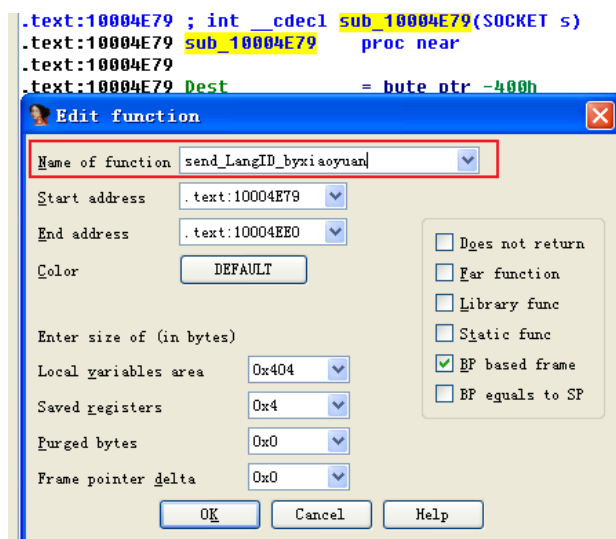 .text:10004E79 ; int __cdecl sub_10004E79(SOCKET s)
.text:10004E79 sub_10004E79 proc near
.text:10004E79
.text:10004E79 Dest = byte ptr -400h
Edit function
Name of function send_LangID_byxiaoyuan
Start address .text:10004E79
End address .text:10004EE0
Color DEFAULT
Does not return
Far function
Library func
Static func
BP based frame
BP equals to SP
Enter size of (in bytes)
Local variables area 0x404
Saved registers 0x4
Purged bytes 0x0
Frame pointer delta 0x0
OK Cancel Help